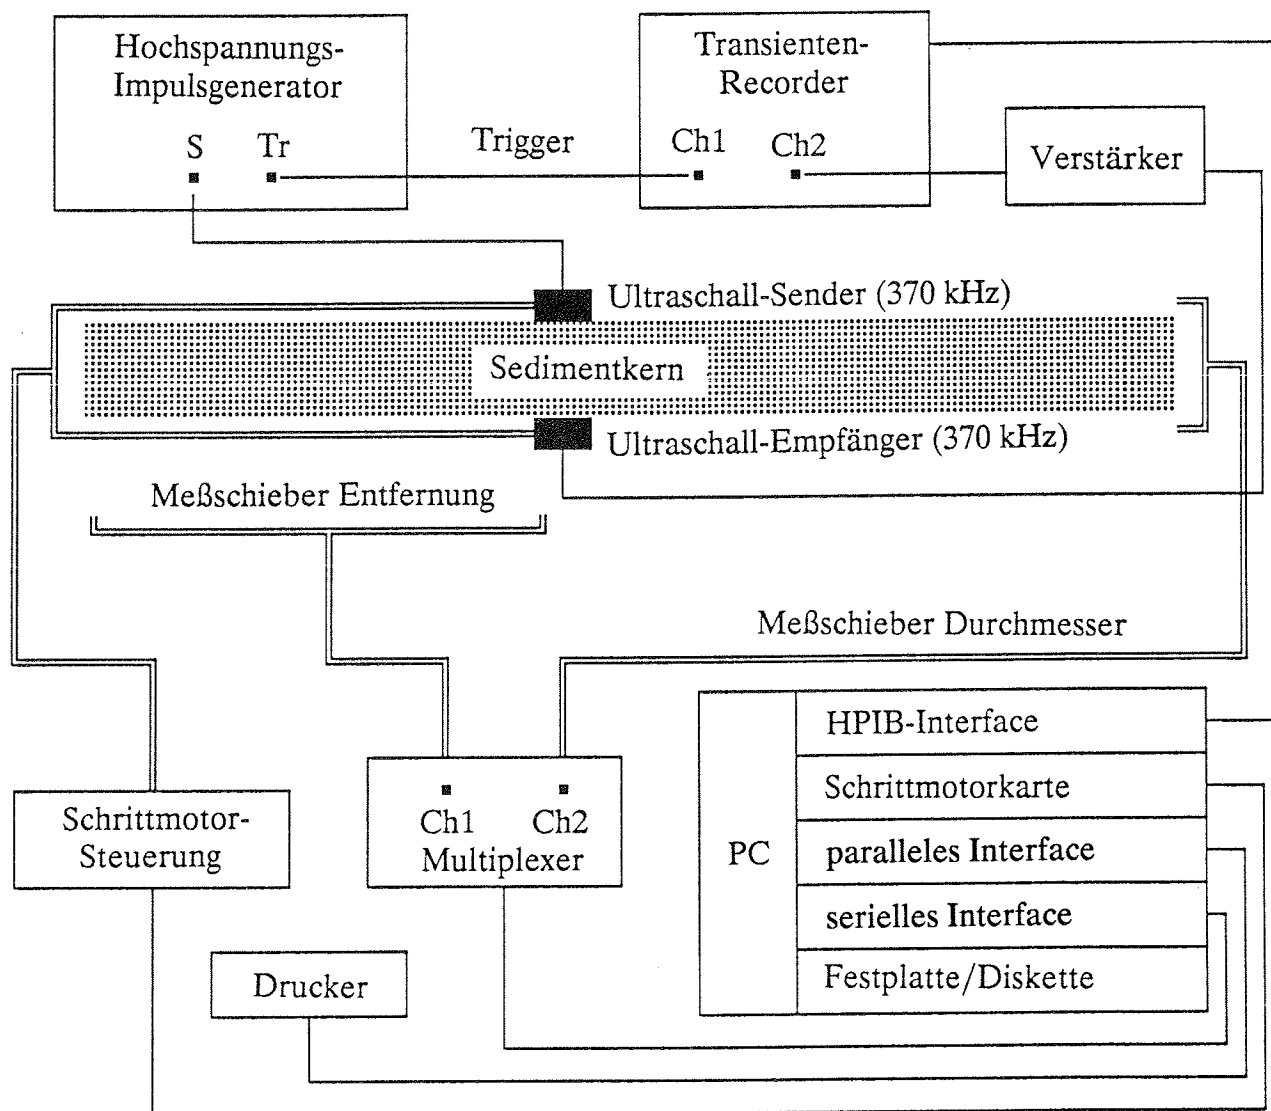 Hochspannungs-
Impulsgenerator
S Tr
Trigger
Transienten-
Recorder
Ch1 Ch2
Verstärker
Ultraschall-Sender (370 kHz)
Sedimentkern
Ultraschall-Empfänger (370 kHz)
Meßschieber Entfernung
Meßschieber Durchmesser
Schrittmotor-
Steuerung
Ch1 Ch2
Multiplexer
Drucker
PC
HPIB-Interface
Schrittmotorkarte
paralleles Interface
serielles Interface
Festplatte/Diskette